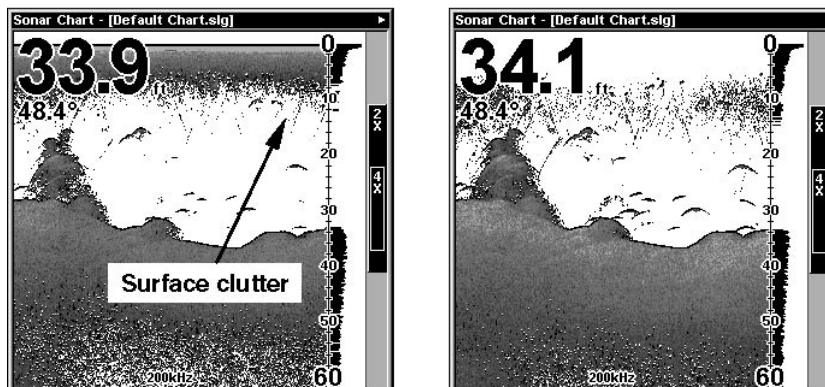 Sonar Chart - [Default Chart.slg]
33.9 ft
48.4°
0
10
20
30
40
50
60
2X
4X
Surface clutter
200kHz
Sonar Chart - [Default Chart.slg]
34.1 ft
48.4°
0
10
20
30
40
50
60
2X
4X
200kHz